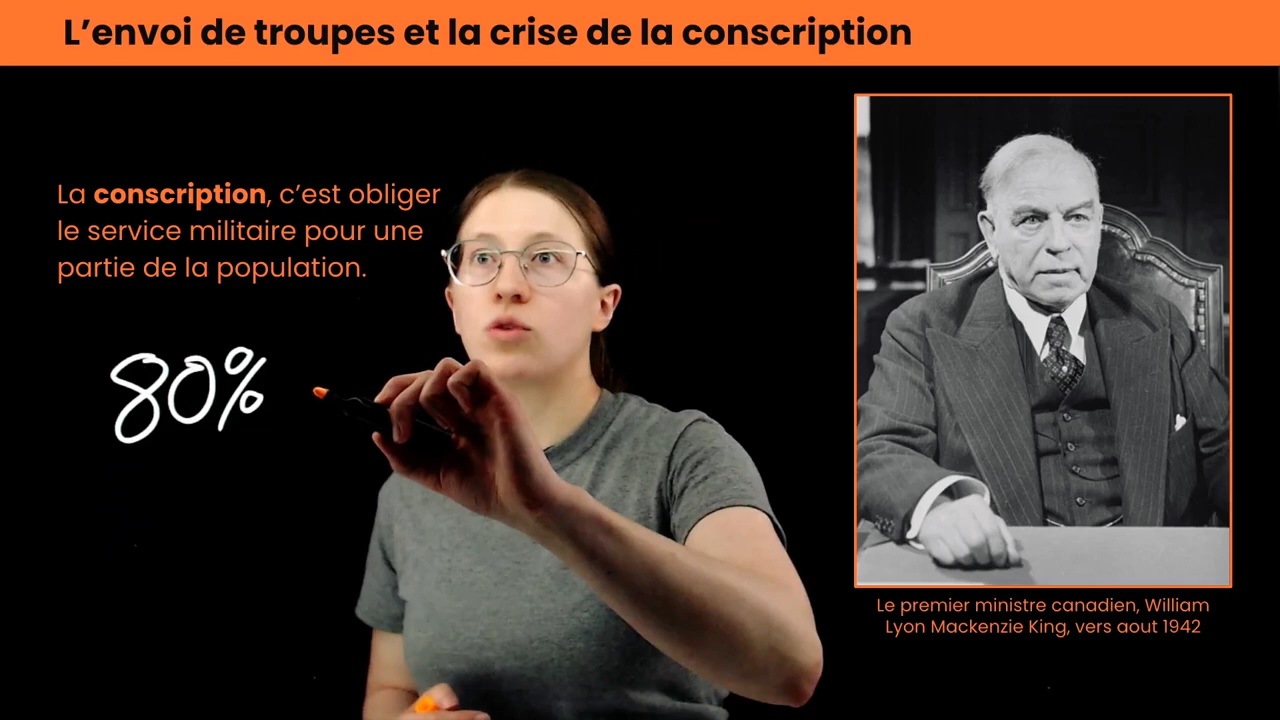 L’envoi de troupes et la crise de la conscription
La conscription, c’est obliger
le service militaire pour une
partie de la population.
80%
Le premier ministre canadien, William
Lyon Mackenzie King, vers aout 1942